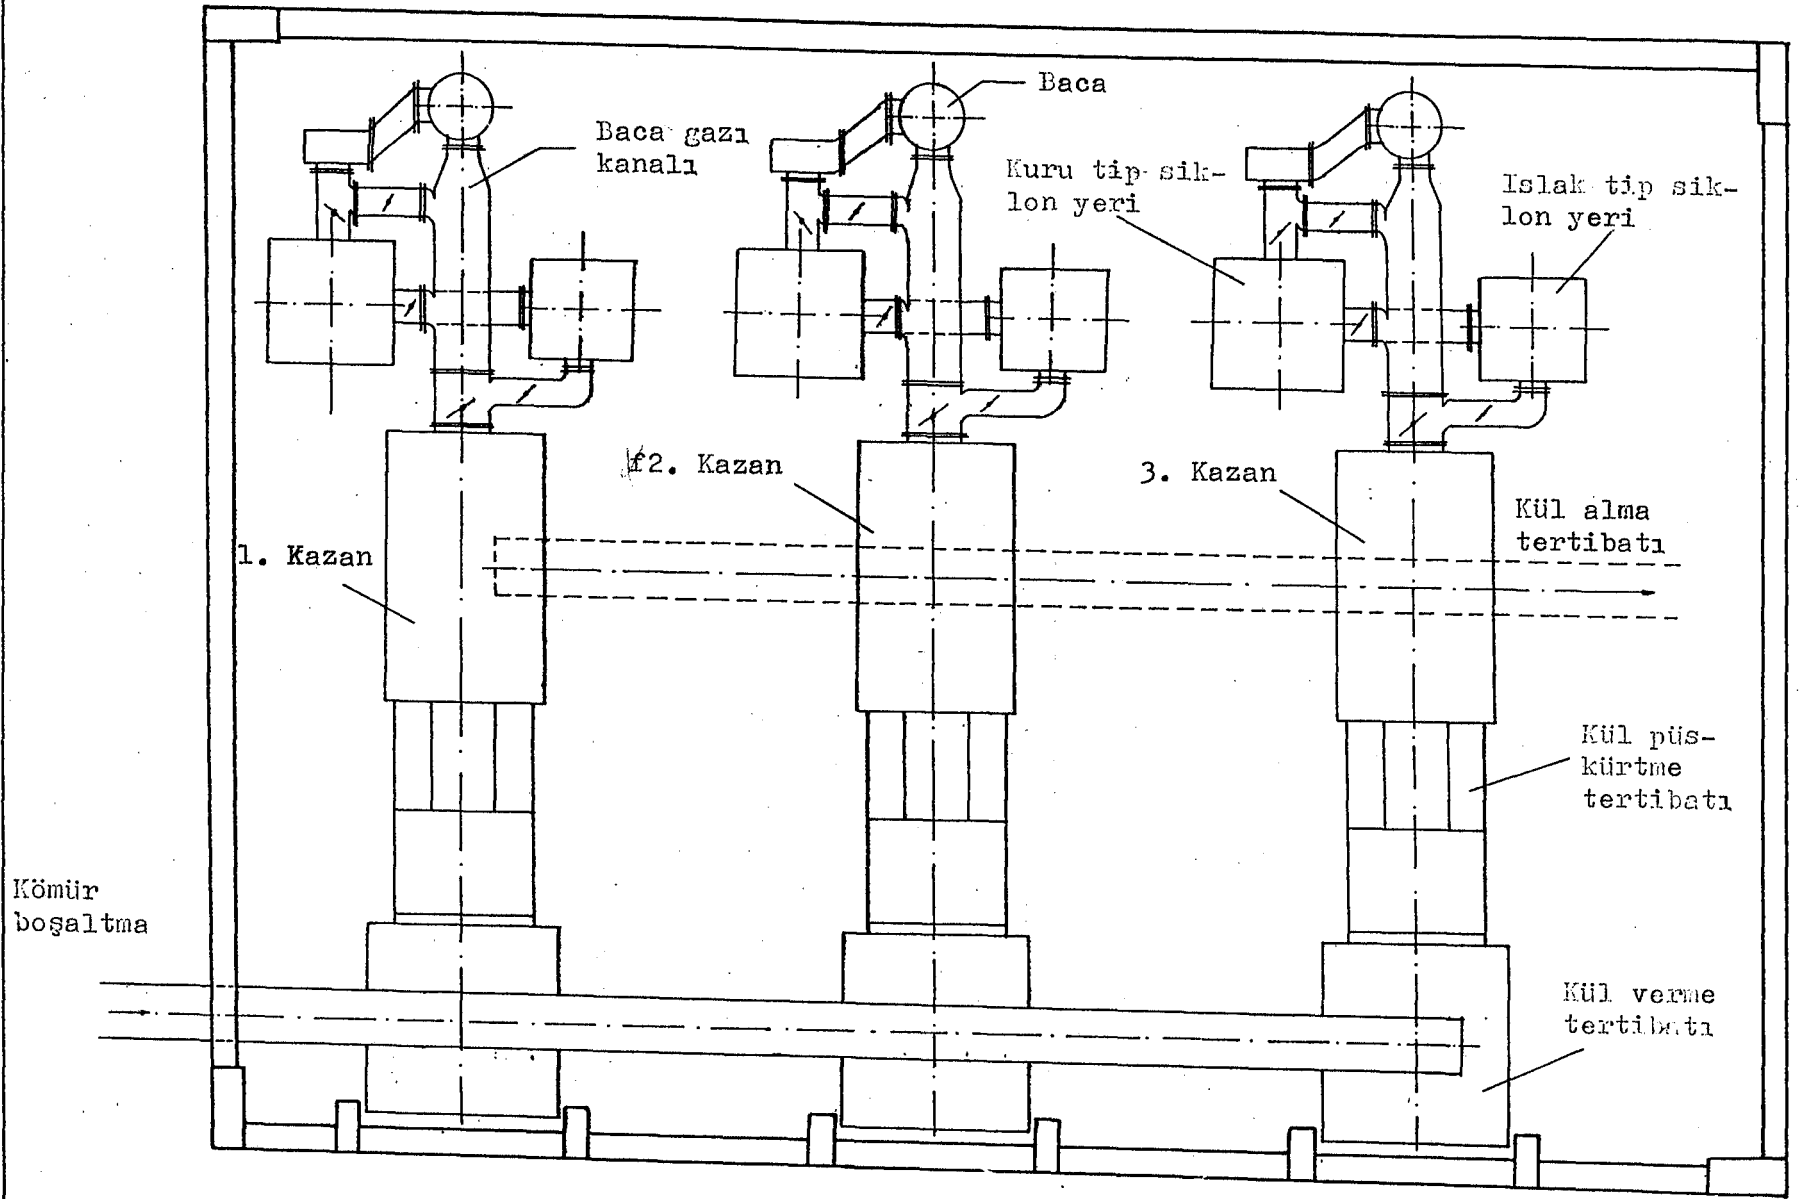 Baca
Baca gazı
kanalı
Kuru tip sik-
lon yeri
Islak tip sik-
lon yeri
f2. Kazan
3. Kazan
Kül alma
tertibatı
1. Kazan
Kül püs-
kürtme
tertibatı
Kömür
boşaltma
Kül verme
tertibatı